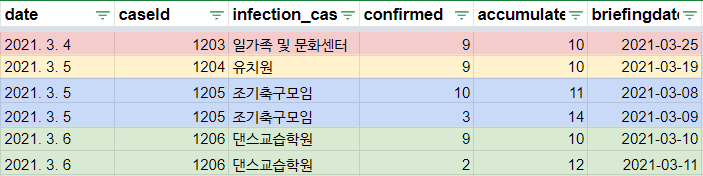 date caseId infection_cas confirmed accumulate briefingdat
2021. 3. 4 1203 일가족 및 문화센터 9 10 2021-03-25
2021. 3. 5 1204 유치원 9 10 2021-03-19
2021. 3. 5 1205 조기축구모임 10 11 2021-03-08
2021. 3. 5 1205 조기축구모임 3 14 2021-03-09
2021. 3. 6 1206 댄스교습학원 9 10 2021-03-10
2021. 3. 6 1206 댄스교습학원 2 12 2021-03-11